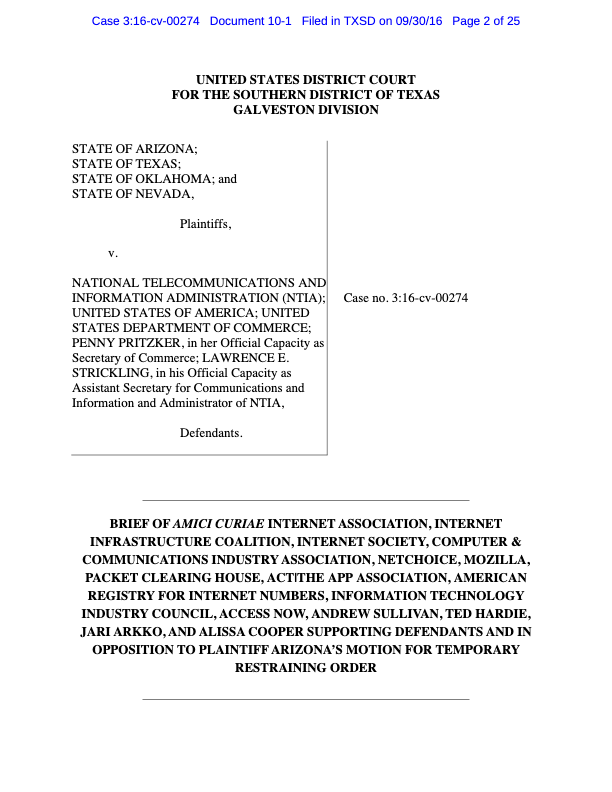 Case 3:16-cv-00274 Document 10-1 Filed in TXSD on 09/30/16 Page 2 of 25
UNITED STATES DISTRICT COURT
FOR THE SOUTHERN DISTRICT OF TEXAS
GALVESTON DIVISION
STATE OF ARIZONA;
STATE OF TEXAS;
STATE OF OKLAHOMA; and
STATE OF NEVADA,
Plaintiffs,
v.
NATIONAL TELECOMMUNICATIONS AND
INFORMATION ADMINISTRATION (NTIA);
UNITED STATES OF AMERICA; UNITED
STATES DEPARTMENT OF COMMERCE;
PENNY PRITZKER, in her Official Capacity as
Secretary of Commerce; LAWRENCE E.
STRICKLING, in his Official Capacity as
Assistant Secretary for Communications and
Information and Administrator of NTIA,
Defendants.
Case no. 3:16-cv-00274
BRIEF OF AMICI CURIAE INTERNET ASSOCIATION, INTERNET
INFRASTRUCTURE COALITION, INTERNET SOCIETY, COMPUTER &
COMMUNICATIONS INDUSTRY ASSOCIATION, NETCHOICE, MOZILLA,
PACKET CLEARING HOUSE, ACT|THE APP ASSOCIATION, AMERICAN
REGISTRY FOR INTERNET NUMBERS, INFORMATION TECHNOLOGY
INDUSTRY COUNCIL, ACCESS NOW, ANDREW SULLIVAN, TED HARDIE,
JARI ARKKO, AND ALISSA COOPER SUPPORTING DEFENDANTS AND IN
OPPOSITION TO PLAINTIFF ARIZONA'S MOTION FOR TEMPORARY
RESTRAINING ORDER